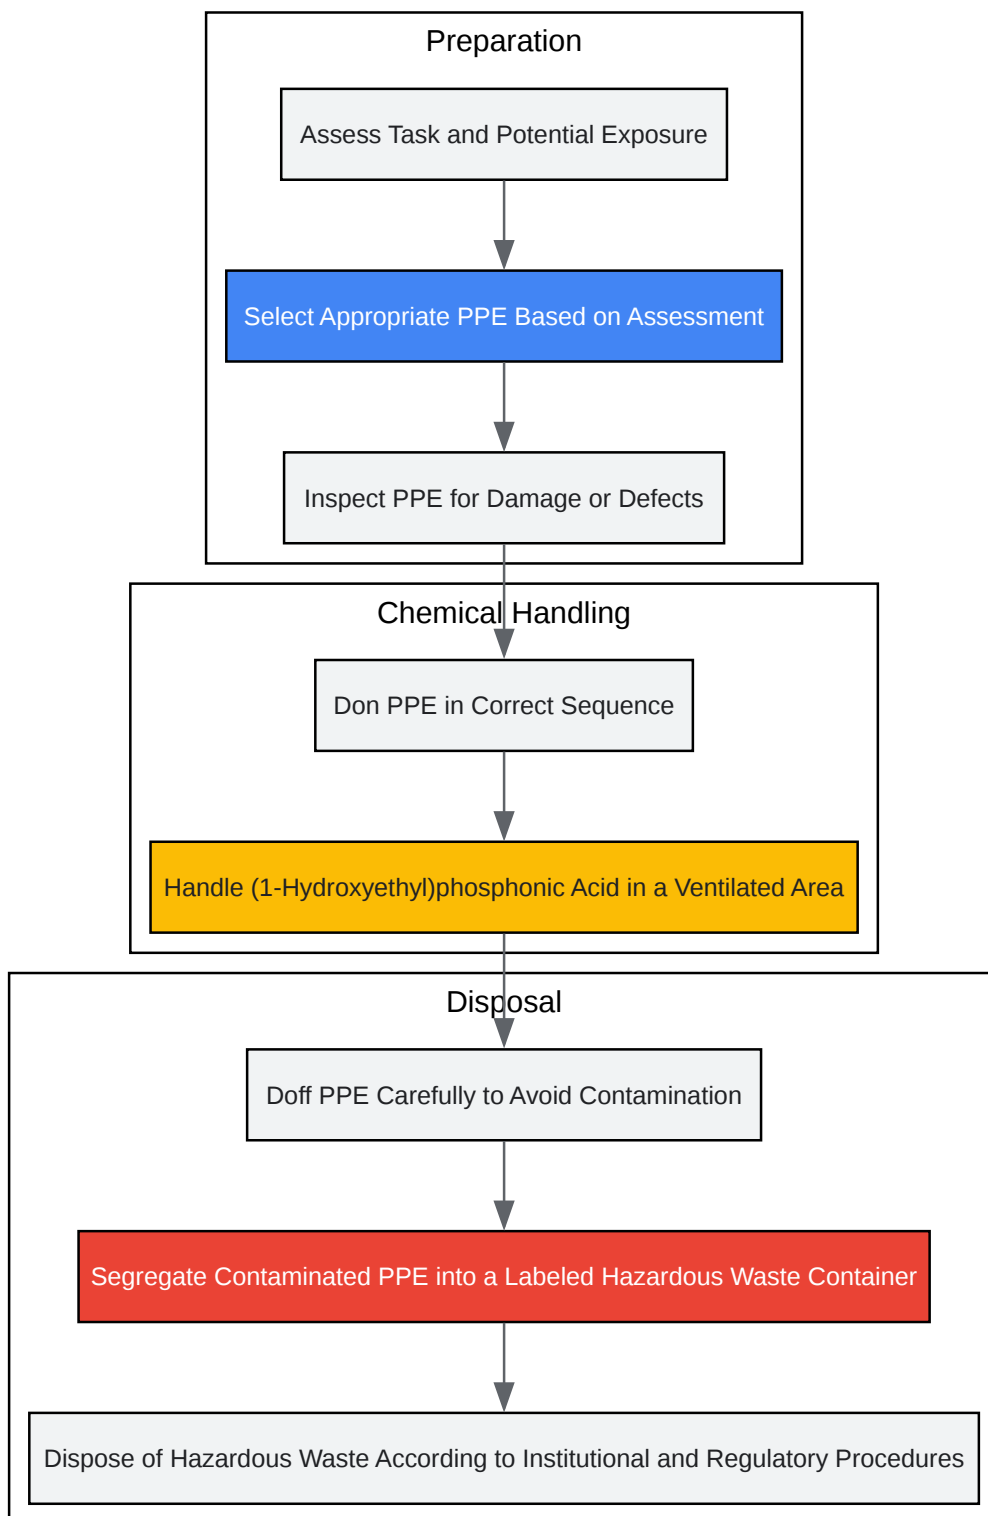 Preparation
Assess Task and Potential Exposure
Select Appropriate PPE Based on Assessment
Inspect PPE for Damage or Defects
Chemical Handling
Don PPE in Correct Sequence
Handle (1-Hydroxyethyl)phosphonic Acid in a Ventilated Area
Disposal
Doff PPE Carefully to Avoid Contamination
Segregate Contaminated PPE into a Labeled Hazardous Waste Container
Dispose of Hazardous Waste According to Institutional and Regulatory Procedures